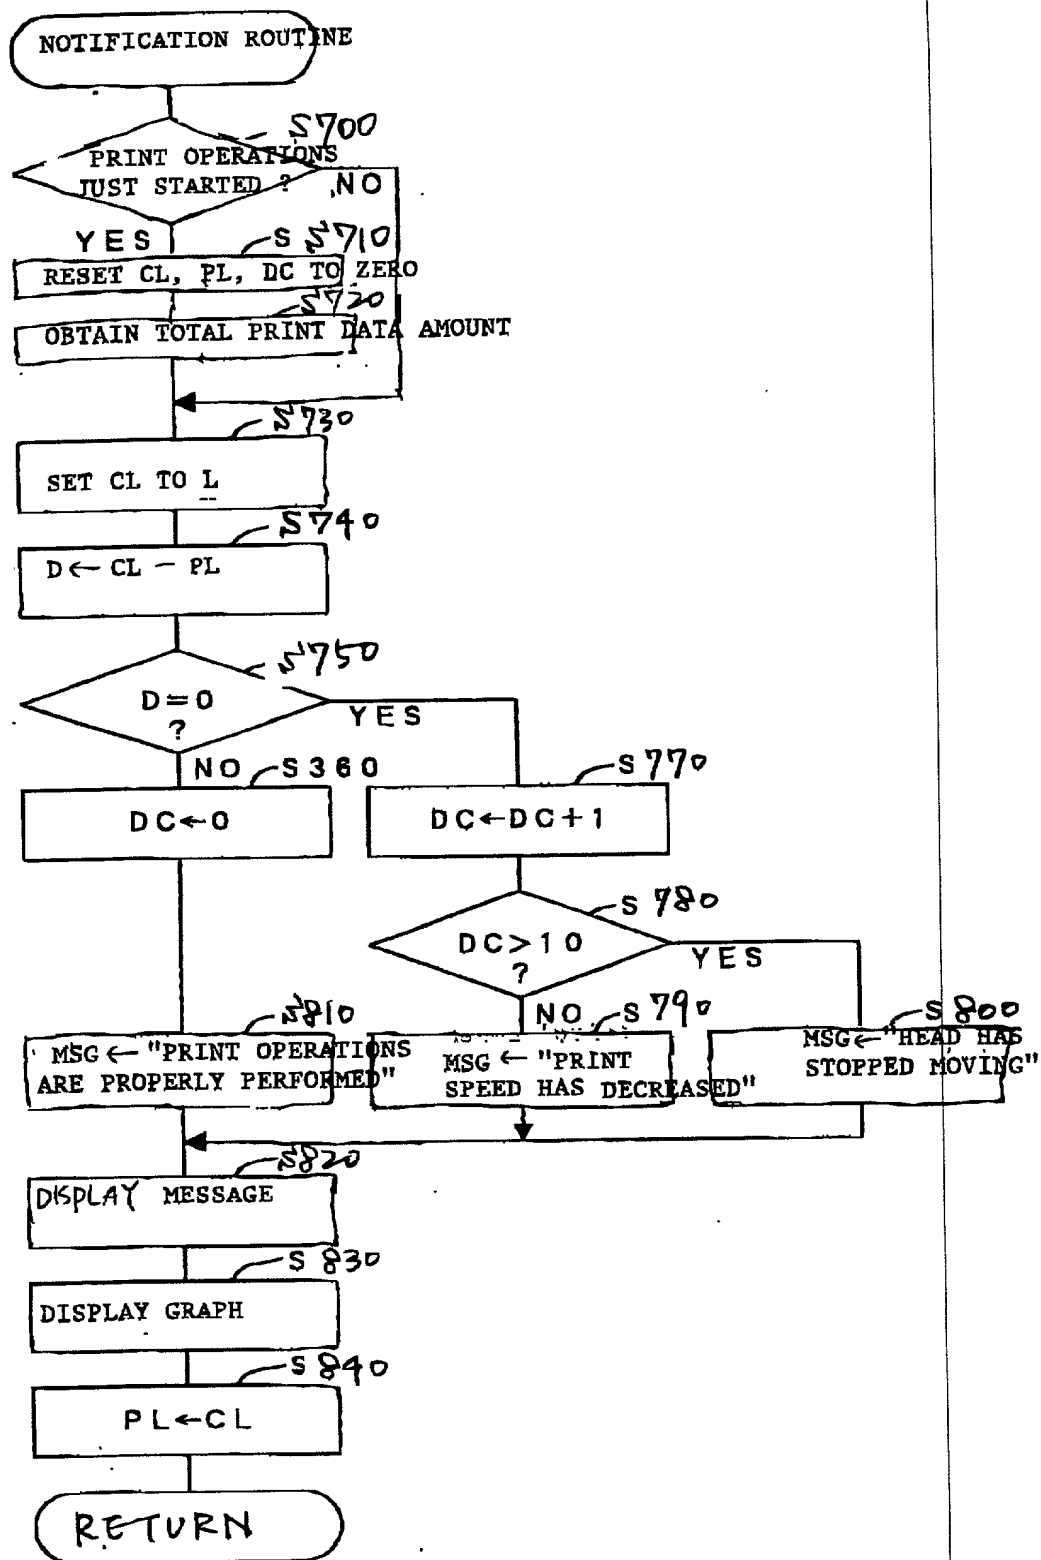 NOTIFICATION ROUTINE
S700
PRINT OPERATIONS
JUST STARTED ?
NO
YES
S S710
RESET CL, PL, DC TO ZERO
S720
OBTAIN TOTAL PRINT DATA AMOUNT
S730
SET CL TO L
S740
D ← CL − PL
S750
D=0
?
YES
NO
S360
DC←0
S770
DC←DC+1
S780
DC>10
?
YES
NO
S810
MSG ← "PRINT OPERATIONS
ARE PROPERLY PERFORMED"
S790
MSG ← "PRINT
SPEED HAS DECREASED"
S800
MSG ← "HEAD HAS
STOPPED MOVING"
S820
DISPLAY MESSAGE
S830
DISPLAY GRAPH
S840
PL←CL
RETURN